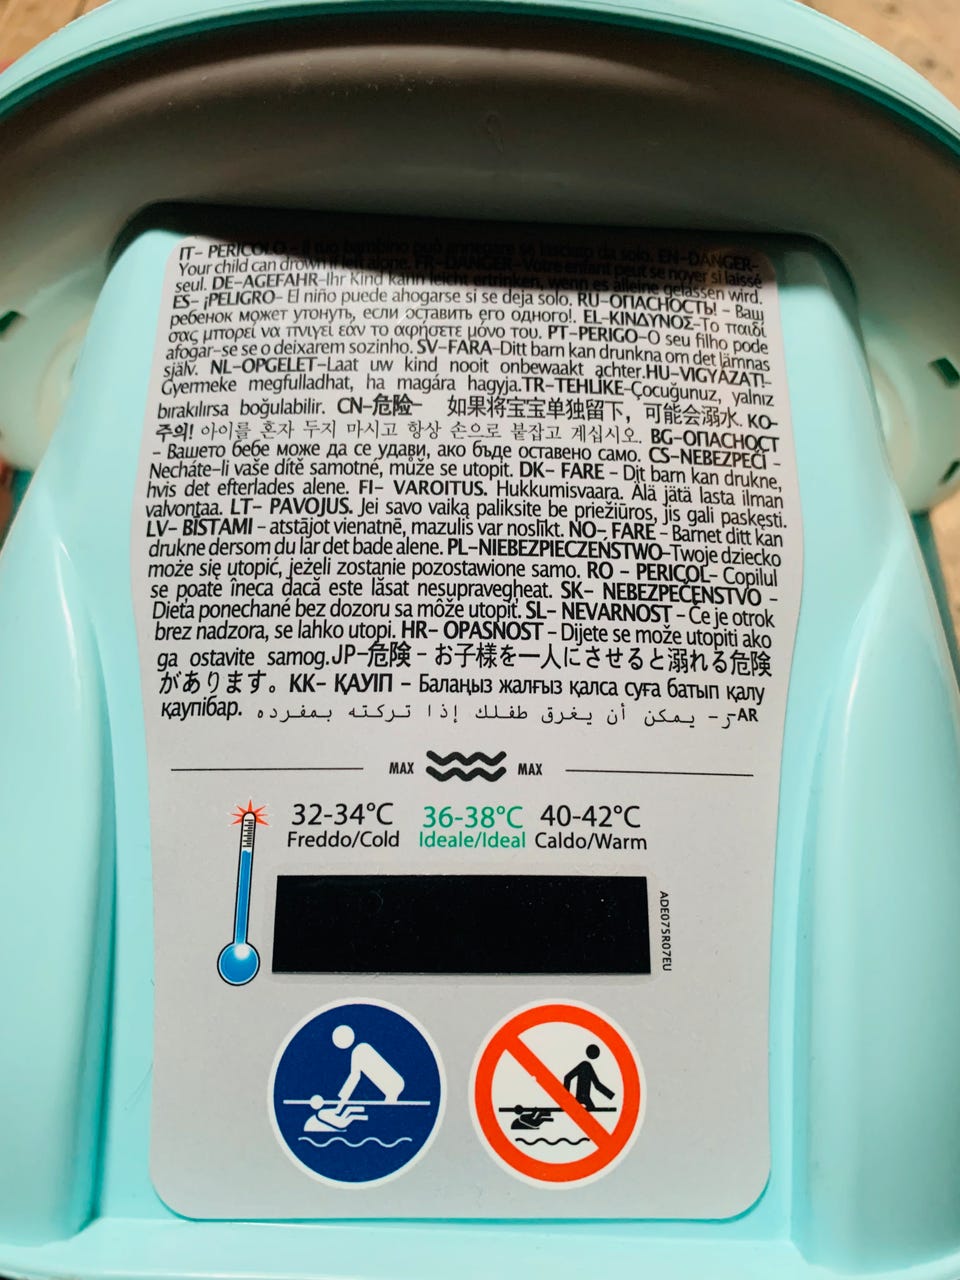 IT- PERICOLO - Il tuo bambino può annegare se lasciato da solo. EN-DANGER-
Your child can drown if left alone. FR-DANGER- Votre enfant peut se noyer si laissé
seul. DE-AGEFAHR-Ihr Kind kann leicht ertrinken, wenn es alleine gelassen wird.
ES- ¡PELIGRO- El niño puede ahogarse si se deja solo. RU-ОПАСНОСТЬ! - Ваш
ребенок может утонуть, если оставить его одного!. EL-ΚΙΝΔΥΝΟΣ-Το παιδί
σας μπορεί να πνιγεί εάν το αφήσετε μόνο του. PT-PERIGO-O seu filho pode
afogar-se se o deixarem sozinho. SV-FARA-Ditt barn kan drunkna om det lämnas
själv. NL-OPGELET-Laat uw kind nooit onbewaakt achter.HU-VIGYÁZAT!-
Gyermeke megfulladhat, ha magára hagyja.TR-TEHLİKE-Çocuğunuz, yalnız
bırakılırsa boğulabilir. CN-危险- 如果将宝宝单独留下，可能会溺水. KO-
주의! 아이를 혼자 두지 마시고 항상 손으로 붙잡고 계십시오. BG-ОПАСНОСТ
- Вашето бебе може да се удави, ако бъде оставено само. CS-NEBEZPEČÍ -
Necháte-li vaše dítě samotné, může se utopit. DK- FARE - Dit barn kan drukne,
hvis det efterlades alene. FI- VAROITUS. Hukkumisvaara. Älä jätä lasta ilman
valvontaa. LT- PAVOJUS. Jei savo vaiką paliksite be priežiūros, jis gali paskęsti.
LV- BĪSTAMI - atstājot vienatnē, mazulis var noslīkt. NO- FARE - Barnet ditt kan
drukne dersom du lar det bade alene. PL-NIEBEZPIECZEŃSTWO-Twoje dziecko
może się utopić, jeżeli zostanie pozostawione samo. RO - PERICOL- Copilul
se poate îneca dacă este lăsat nesupravegheat. SK- NEBEZPEČENSTVO -
Dieťa ponechané bez dozoru sa môže utopiť. SL- NEVARNOST - Če je otrok
brez nadzora, se lahko utopi. HR- OPASNOST - Dijete se može utopiti ako
ga ostavite samog.JP-危険 - お子様を一人にさせると溺れる危険
があります。KK- ҚАУІП - Балаңыз жалғыз қалса суға батып қалу
қаупібар. AR-ر - يمكن أن يغرق طفلك إذا تركته بمفرده
MAX MAX
32-34°C 36-38°C 40-42°C
Freddo/Cold Ideale/Ideal Caldo/Warm
ADE075R07EU